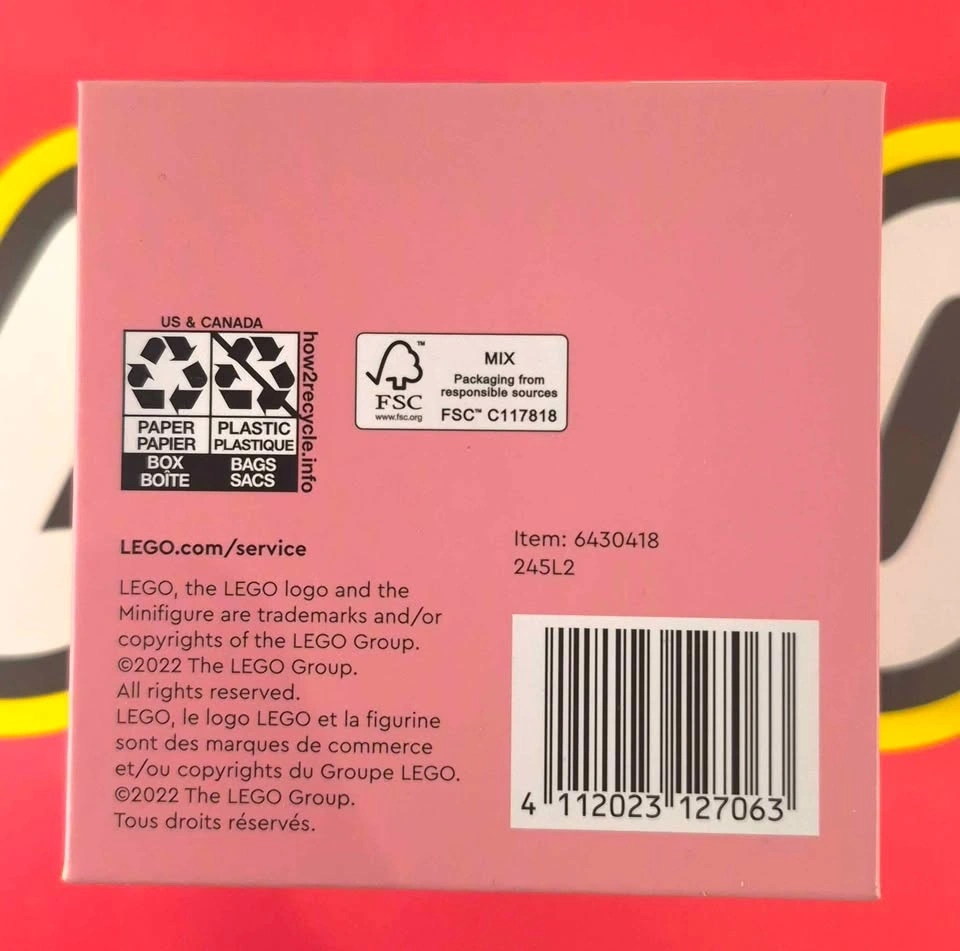 US & CANADA
how2recycle.info
PAPER
PAPIER
BOX
BOÎTE
PLASTIC
PLASTIQUE
BAGS
SACS
™
FSC
www.fsc.org
MIX
Packaging from
responsible sources
FSC™ C117818
LEGO.com/service
LEGO, the LEGO logo and the
Minifigure are trademarks and/or
copyrights of the LEGO Group.
©2022 The LEGO Group.
All rights reserved.
LEGO, le logo LEGO et la figurine
sont des marques de commerce
et/ou copyrights du Groupe LEGO.
©2022 The LEGO Group.
Tous droits réservés.
Item: 6430418
245L2
4 112023 127063